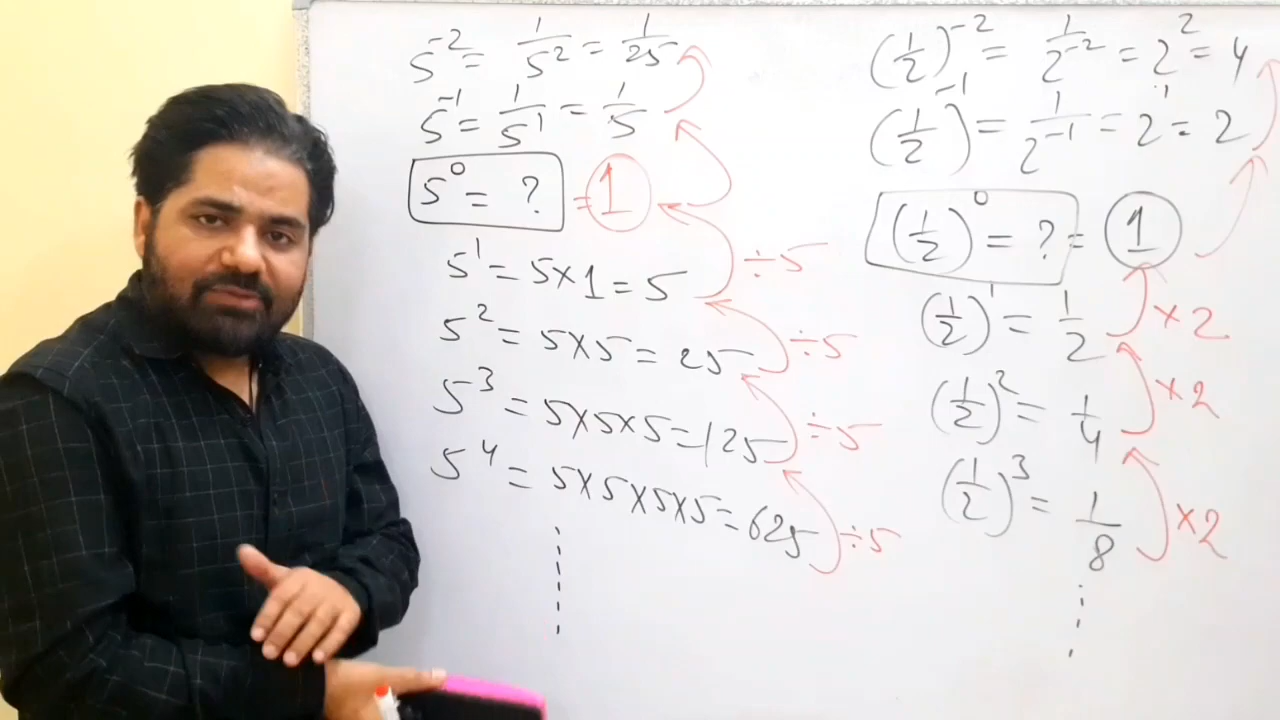 5⁻² = 1/5² = 1/25
5⁻¹ = 1/5¹ = 1/5
5⁰ = ? = 1
5¹ = 5×1 = 5 ÷5
5² = 5×5 = 25 ÷5
5³ = 5×5×5 = 125 ÷5
5⁴ = 5×5×5×5 = 625 ÷5
(1/2)⁻² = 1/2⁻² = 2² = 4
(1/2)⁻¹ = 1/2⁻¹ = 2¹ = 2
(1/2)⁰ = ? = 1
(1/2)¹ = 1/2 ×2
(1/2)² = 1/4 ×2
(1/2)³ = 1/8 ×2